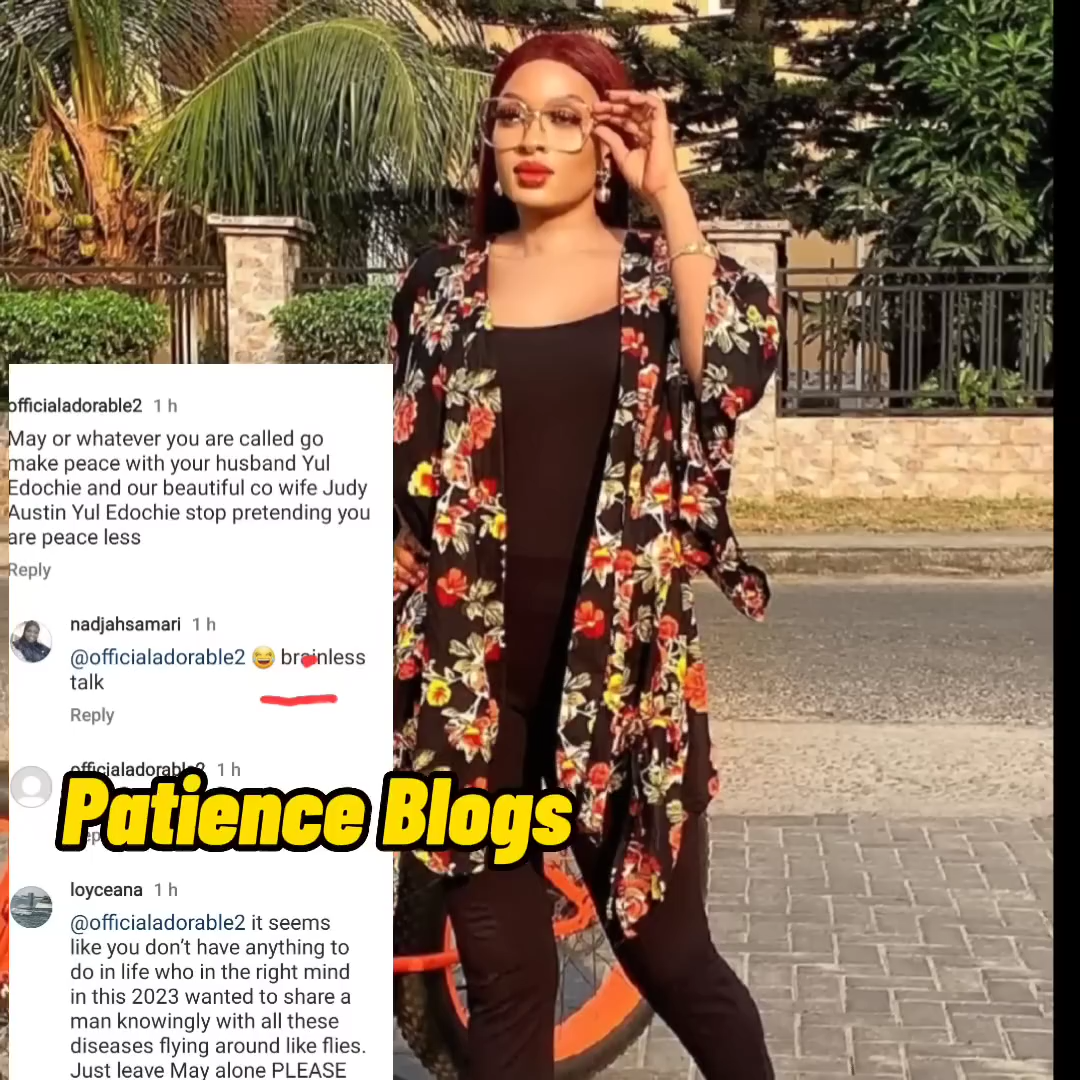 officialadorable2 1 h
May or whatever you are called go
make peace with your husband Yul
Edochie and our beautiful co wife Judy
Austin Yul Edochie stop pretending you
are peace less
Reply
nadjahsamari 1 h
@officialadorable2 😂 brainless
talk
Reply
officialadorable2 1 h
Patience Blogs
loyceana 1 h
@officialadorable2 it seems
like you don’t have anything to
do in life who in the right mind
in this 2023 wanted to share a
man knowingly with all these
diseases flying around like flies.
Just leave May alone PLEASE